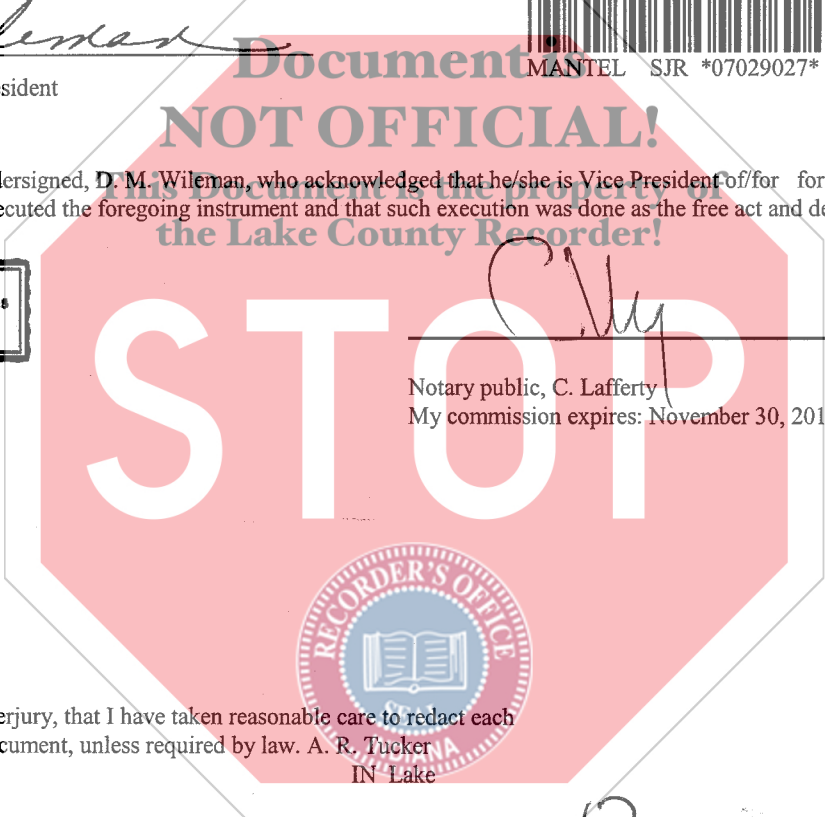 Document is
MANTEL SJR *07029027*
esident
NOT OFFICIAL!
dersigned, D. M. Wileman, who acknowledged that he/she is Vice President of/for for
This Document is the property of
ecuted the foregoing instrument and that such execution was done as the free act and de
the Lake County Recorder!
STOP
Notary public, C. Lafferty
My commission expires: November 30, 201
RECORDER'S OFFICE
SEAL
INDIANA
erjury, that I have taken reasonable care to redact each
cument, unless required by law. A. R. Tucker
IN Lake